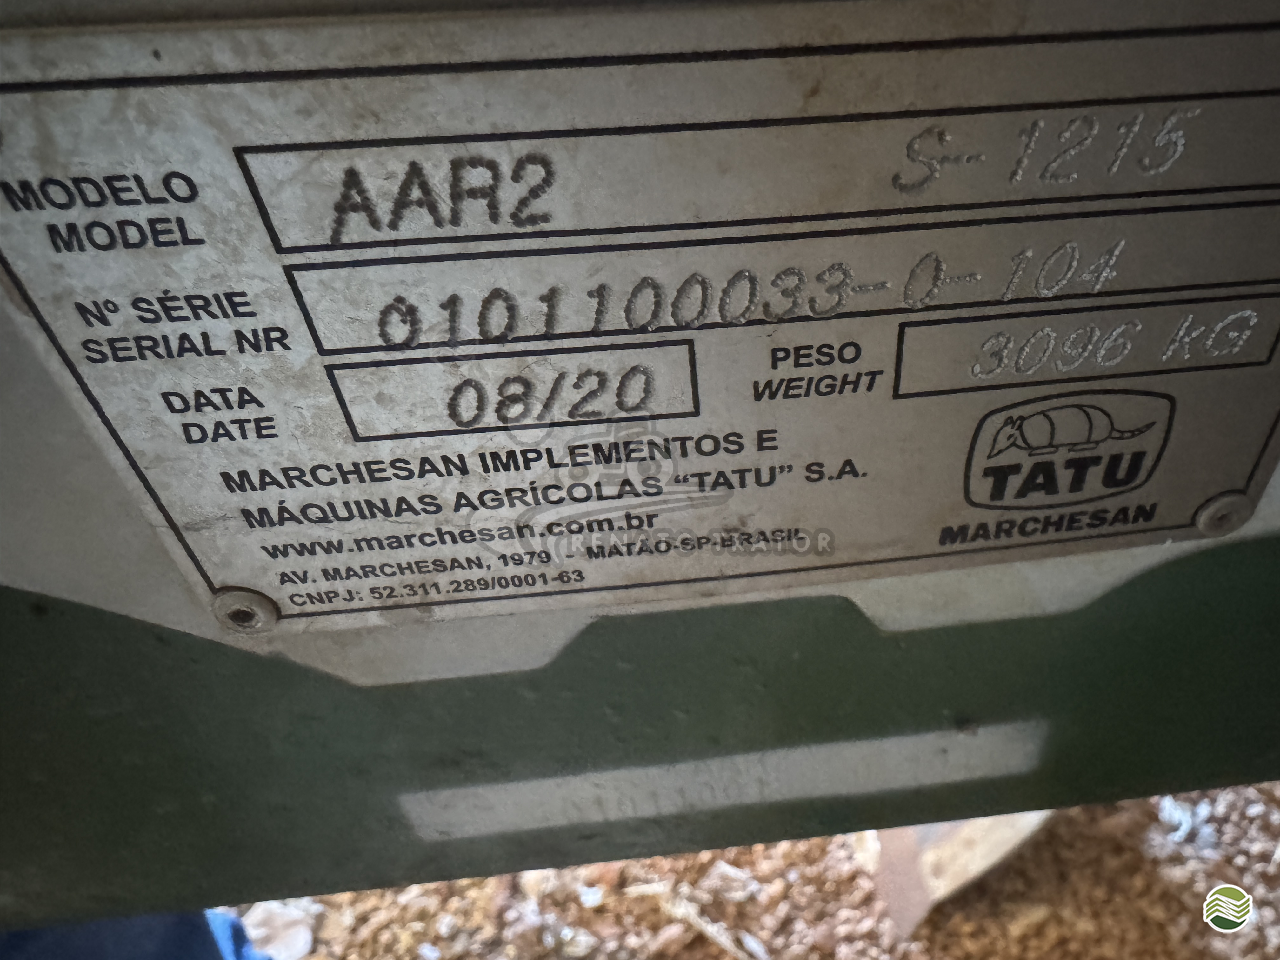 MODELO AAR2 S-1215
MODEL
Nº SÉRIE 0101100033-0-104
SERIAL NR
DATA 08/20 PESO 3096 KG
DATE WEIGHT
MARCHESAN IMPLEMENTOS E
MÁQUINAS AGRÍCOLAS “TATU” S.A.
www.marchesan.com.br
AV. MARCHESAN, 1979 MATÃO-SP-BRASIL
CNPJ: 52.311.289/0001-63
TATU
MARCHESAN